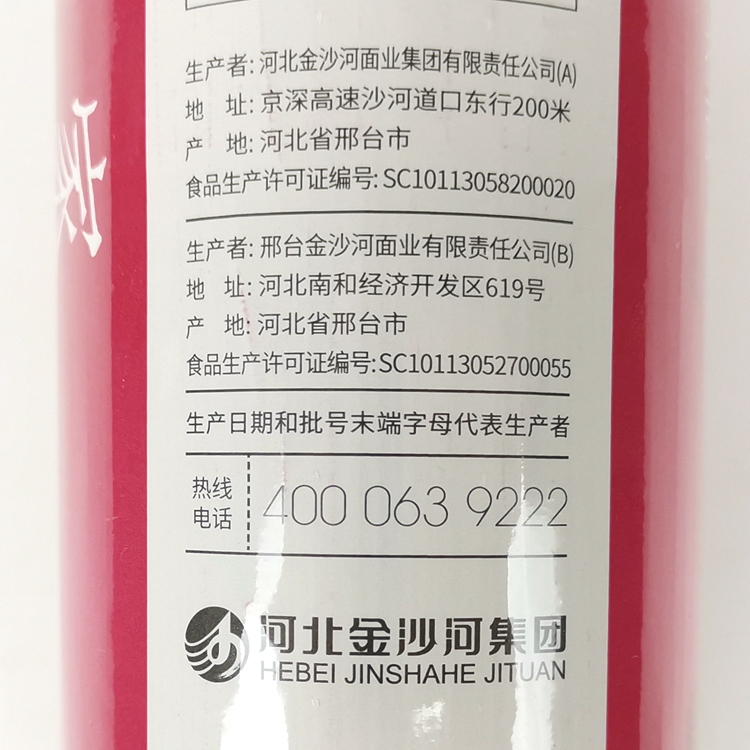 生产者: 河北金沙河面业集团有限责任公司(A)
地 址: 京深高速沙河道口东行200米
产 地: 河北省邢台市
食品生产许可证编号: SC10113058200020
生产者: 邢台金沙河面业有限责任公司(B)
地 址: 河北南和经济开发区619号
产 地: 河北省邢台市
食品生产许可证编号: SC10113052700055
生产日期和批号末端字母代表生产者
热线
电话
400 063 9222
河北金沙河集团
HEBEI JINSHAHE JITUAN